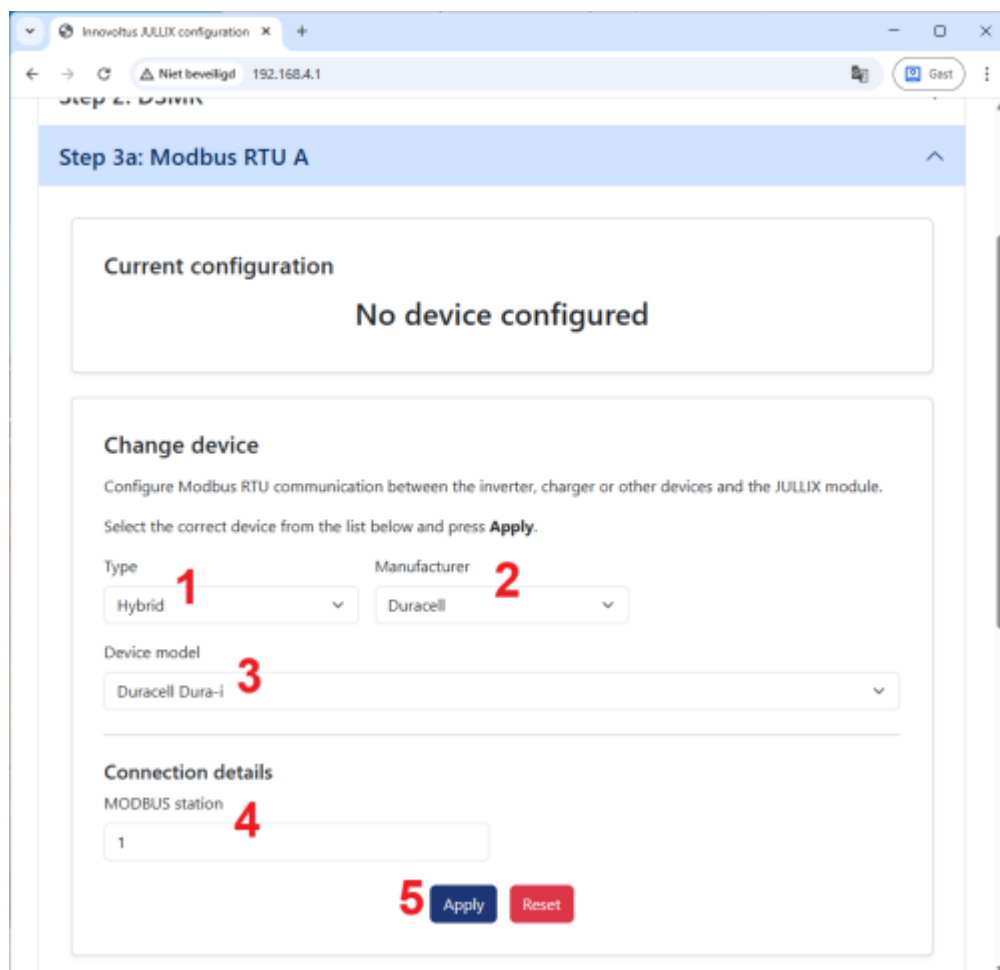 Innovoltus JULLIX configuration
Niet beveiligd 192.168.4.1 Gast
Step 2: DSMR
Step 3a: Modbus RTU A
Current configuration
No device configured
Change device
Configure Modbus RTU communication between the inverter, charger or other devices and the JULLIX module.
Select the correct device from the list below and press Apply.
Type 1 Manufacturer 2
Hybrid Duracell
Device model 3
Duracell Dura-i
Connection details
MODBUS station 4
1
5 Apply Reset